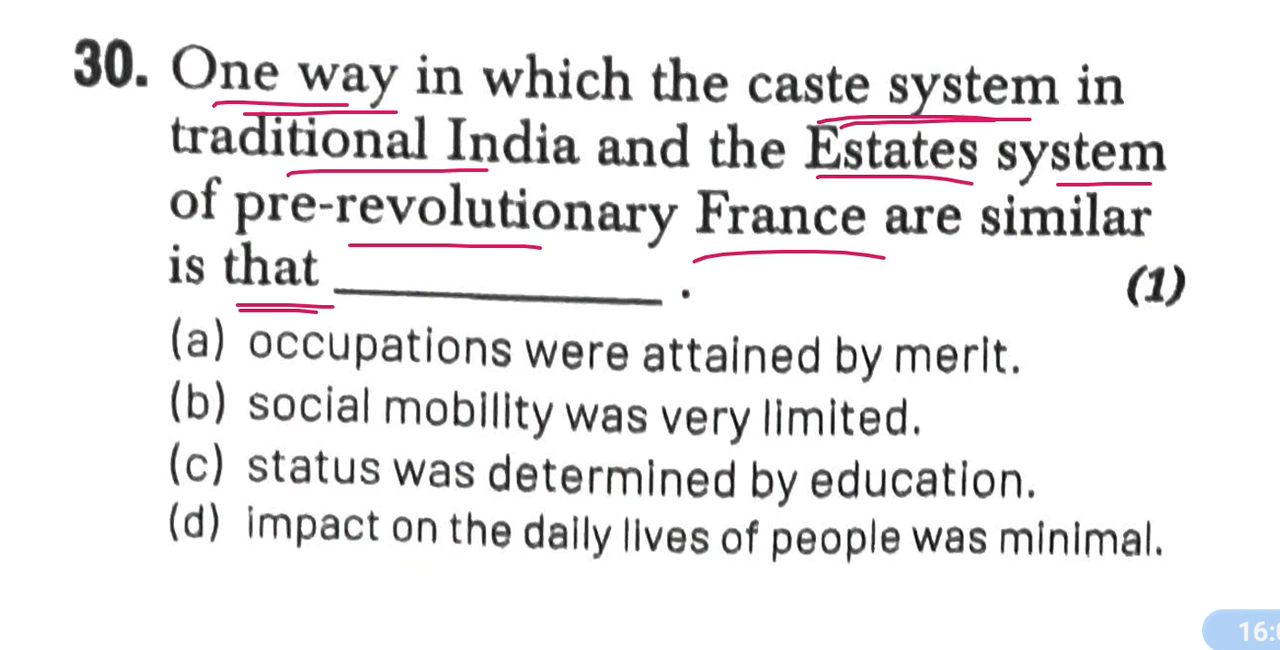 30. One way in which the caste system in
traditional India and the Estates system
of pre-revolutionary France are similar
is that ____________ . (1)
(a) occupations were attained by merit.
(b) social mobility was very limited.
(c) status was determined by education.
(d) impact on the daily lives of people was minimal.